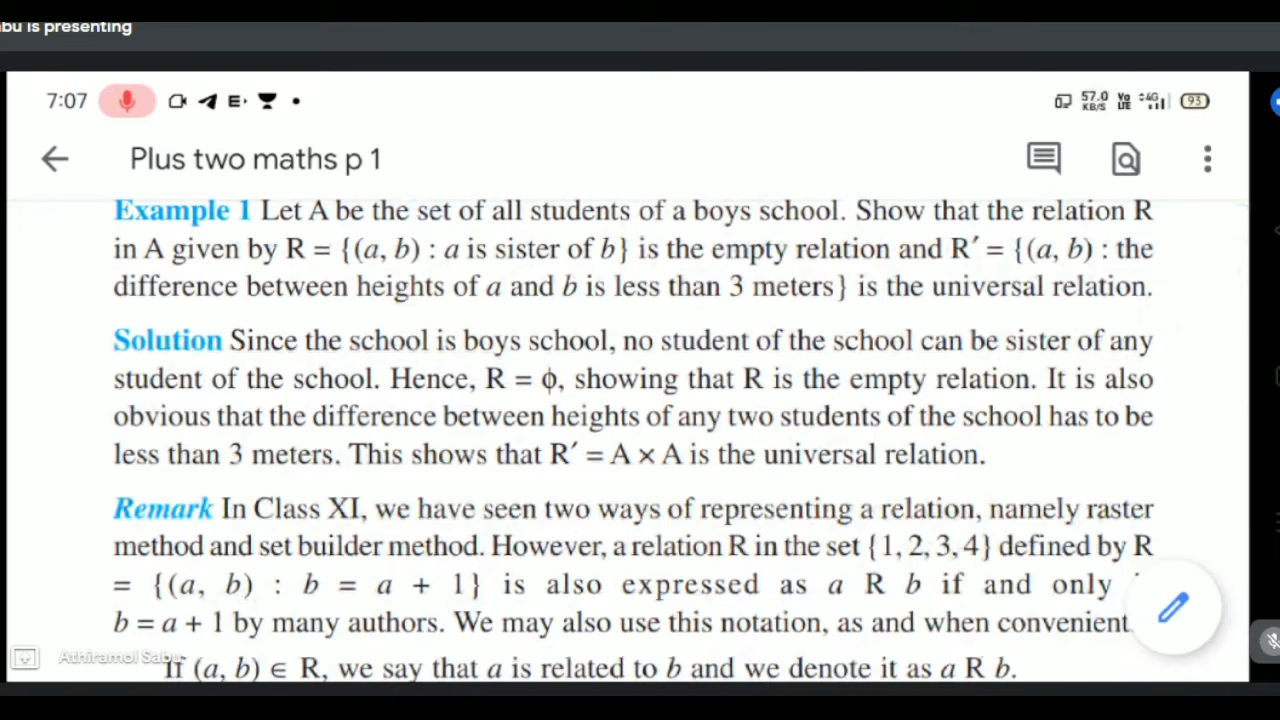 bu is presenting
7:07
57.0 KB/S Vo LTE 4G 93
Plus two maths p 1
Example 1 Let A be the set of all students of a boys school. Show that the relation R
in A given by R = {(a, b) : a is sister of b} is the empty relation and R′ = {(a, b) : the
difference between heights of a and b is less than 3 meters} is the universal relation.
Solution Since the school is boys school, no student of the school can be sister of any
student of the school. Hence, R = ϕ, showing that R is the empty relation. It is also
obvious that the difference between heights of any two students of the school has to be
less than 3 meters. This shows that R′ = A × A is the universal relation.
Remark In Class XI, we have seen two ways of representing a relation, namely raster
method and set builder method. However, a relation R in the set {1, 2, 3, 4} defined by R
= {(a, b) : b = a + 1} is also expressed as a R b if and only
b = a + 1 by many authors. We may also use this notation, as and when convenient.
If (a, b) ∈ R, we say that a is related to b and we denote it as a R b.
Athiramol Sabu